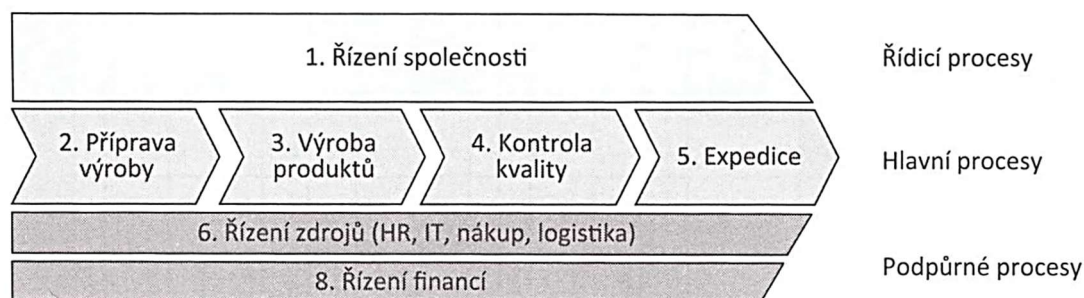 1. Řízení společnosti
Řídicí procesy
2. Příprava
výroby
3. Výroba
produktů
4. Kontrola
kvality
5. Expedice
Hlavní procesy
6. Řízení zdrojů (HR, IT, nákup, logistika)
8. Řízení financí
Podpůrné procesy